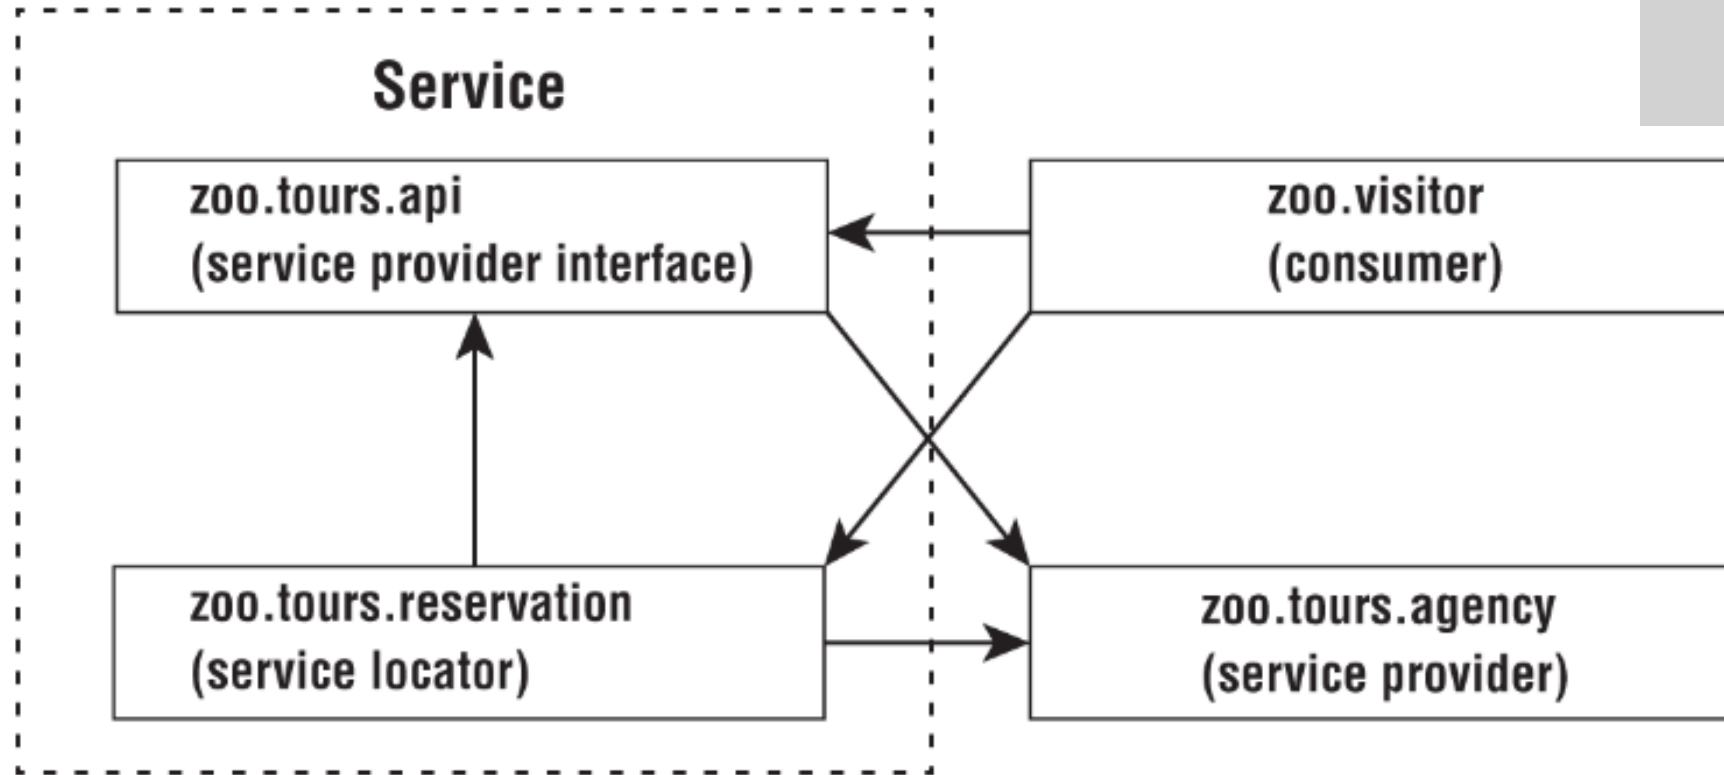 Service
zoo.tours.api
(service provider interface)
zoo.visitor
(consumer)
zoo.tours.reservation
(service locator)
zoo.tours.agency
(service provider)